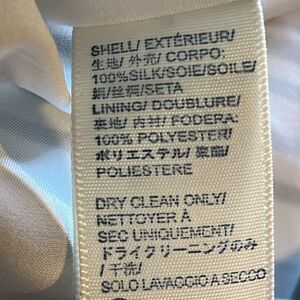 SHELL/ EXTÉRIEUR/
生地/ 外売/ CORPO:
100%SILK/SOIE/SOILE/
絹/丝绸/SETA
LINING/ DOUBLURE/
裏地/ 内衬/ FODERA:
100% POLYESTER/
ポリエステル/ 聚酯/
POLIESTERE
DRY CLEAN ONLY/
NETTOYER À
SEC UNIQUEMENT/
ドライクリーニングのみ
/ 干洗/
SOLO LAVAGGIO A SECCO